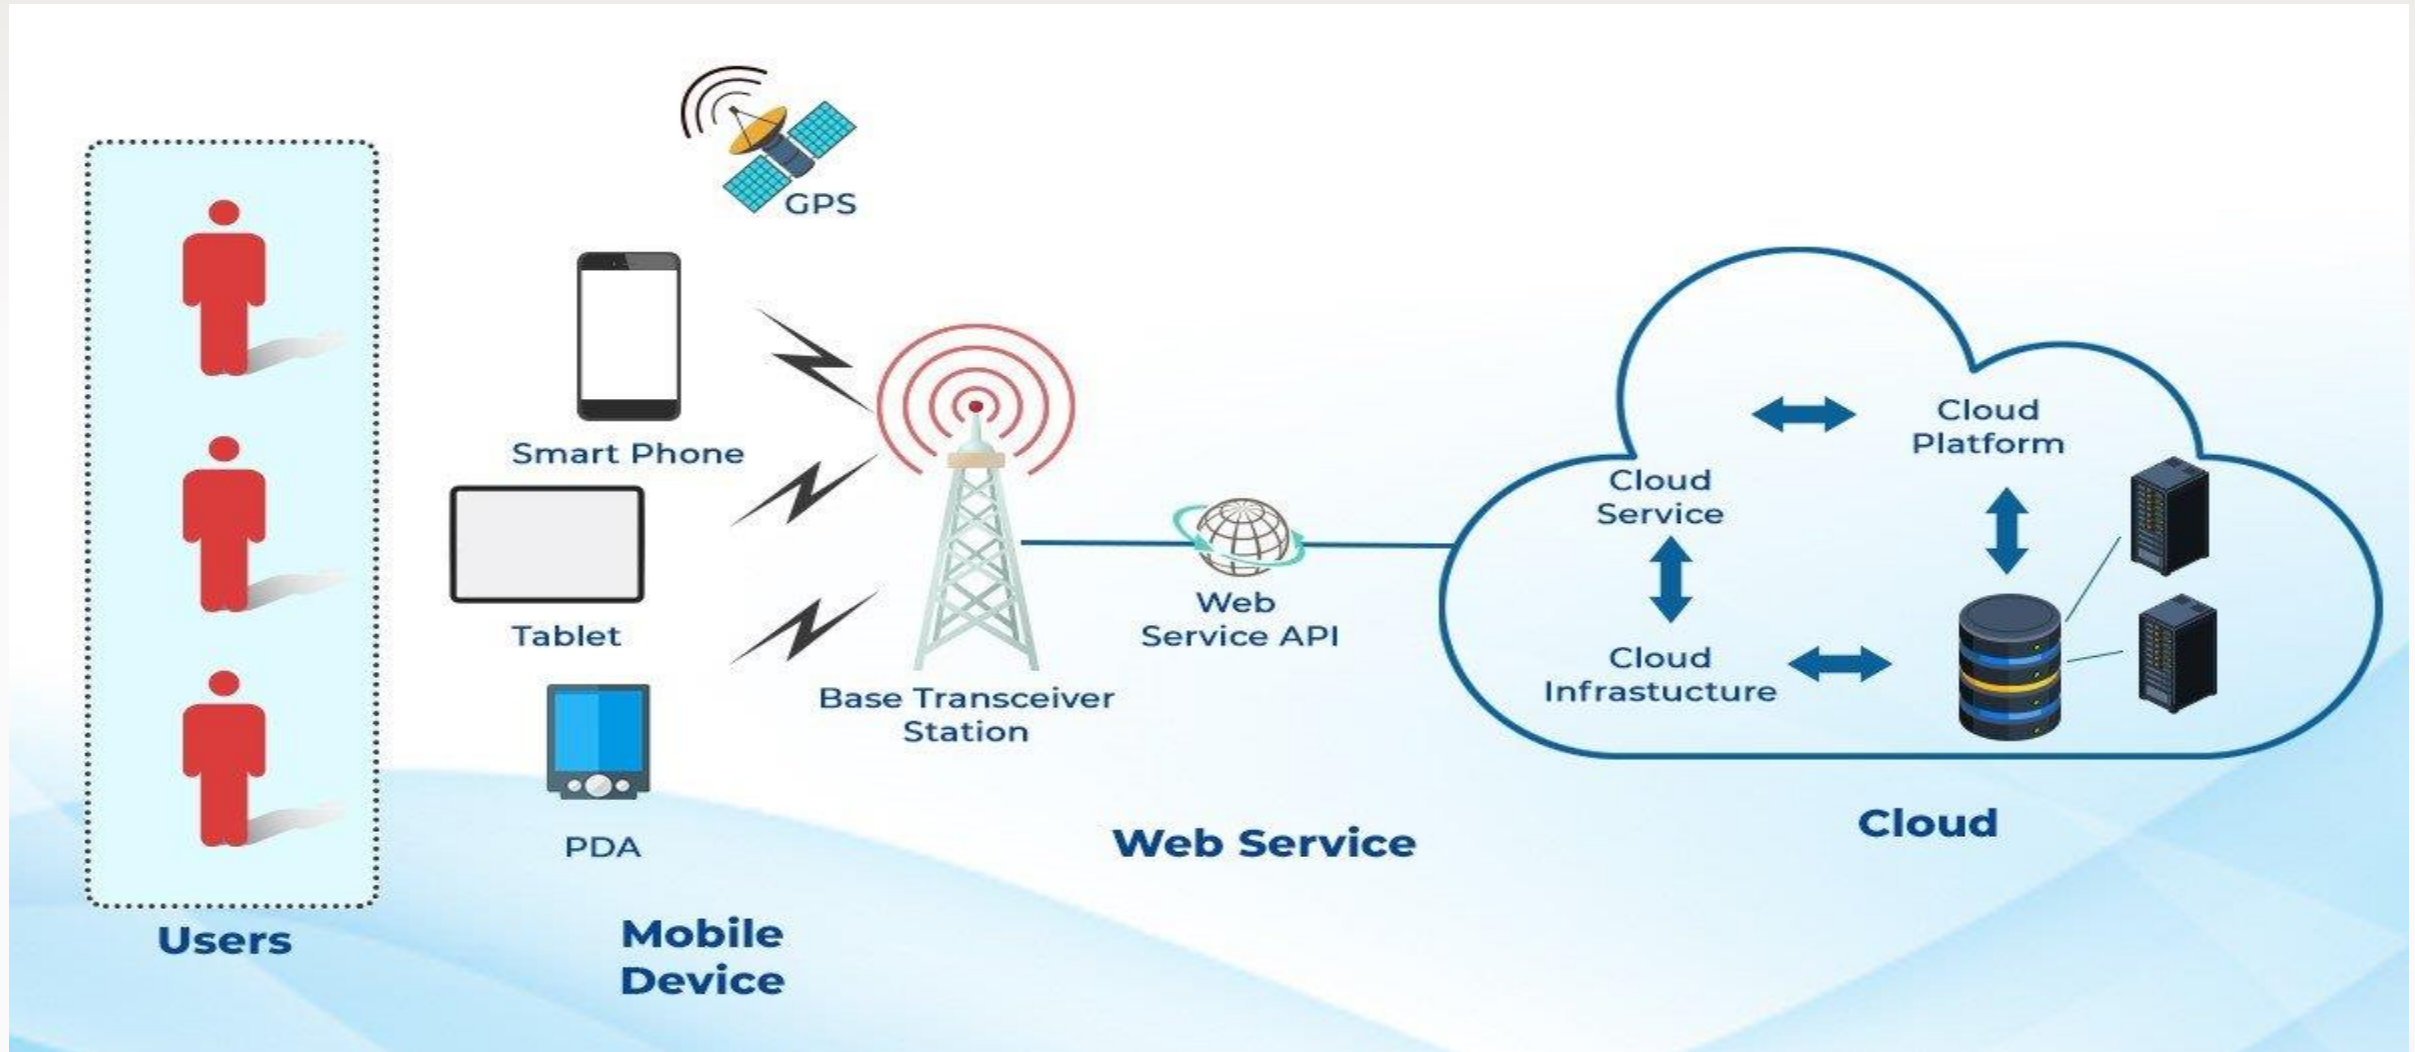 GPS
Smart Phone
Tablet
PDA
Base Transceiver
Station
Web
Service API
Cloud
Service
Cloud
Platform
Cloud
Infrastucture
Users
Mobile
Device
Web Service
Cloud